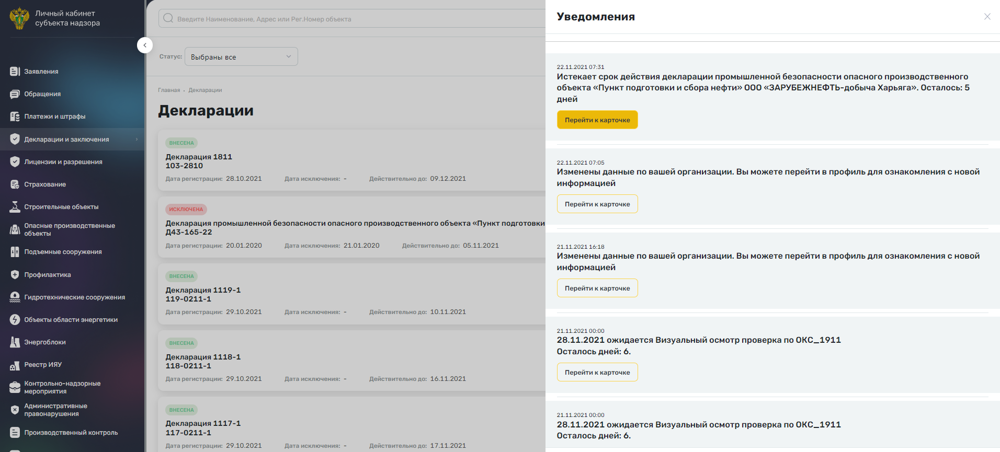 Личный кабинет
субъекта надзора
Заявления
Обращения
Платежи и штрафы
Декларации и заключения
Лицензии и разрешения
Страхование
Строительные объекты
Опасные производственные
объекты
Подъемные сооружения
Профилактика
Гидротехнические сооружения
Объекты области энергетики
Энергоблоки
Реестр ИЯУ
Контрольно-надзорные
мероприятия
Административные
правонарушения
Производственный контроль
Введите Наименование, Адрес или Рег.Номер объекта
Статус: Выбраны все
Главная • Декларации
Декларации
ВНЕСЕНА
Декларация 1811
103-2810
Дата регистрации: 28.10.2021 Дата исключения: - Действительно до: 09.12.2021
ИСКЛЮЧЕНА
Декларация промышленной безопасности опасного производственного объекта «Пункт подготовки
Д43-165-22
Дата регистрации: 20.01.2020 Дата исключения: 21.01.2020 Действительно до: 05.11.2021
ВНЕСЕНА
Декларация 1119-1
119-0211-1
Дата регистрации: 29.10.2021 Дата исключения: - Действительно до: 10.11.2021
ВНЕСЕНА
Декларация 1118-1
118-0211-1
Дата регистрации: 29.10.2021 Дата исключения: - Действительно до: 16.11.2021
ВНЕСЕНА
Декларация 1117-1
117-0211-1
Дата регистрации: 29.10.2021 Дата исключения: - Действительно до: 17.11.2021
Уведомления
22.11.2021 07:31
Истекает срок действия декларации промышленной безопасности опасного производственного
объекта «Пункт подготовки и сбора нефти» ООО «ЗАРУБЕЖНЕФТЬ-добыча Харьяга». Осталось: 5
дней
Перейти к карточке
22.11.2021 07:05
Изменены данные по вашей организации. Вы можете перейти в профиль для ознакомления с новой
информацией
Перейти к карточке
21.11.2021 16:18
Изменены данные по вашей организации. Вы можете перейти в профиль для ознакомления с новой
информацией
Перейти к карточке
21.11.2021 00:00
28.11.2021 ожидается Визуальный осмотр проверка по ОКС_1911
Осталось дней: 6.
Перейти к карточке
21.11.2021 00:00
28.11.2021 ожидается Визуальный осмотр проверка по ОКС_1911
Осталось дней: 6.